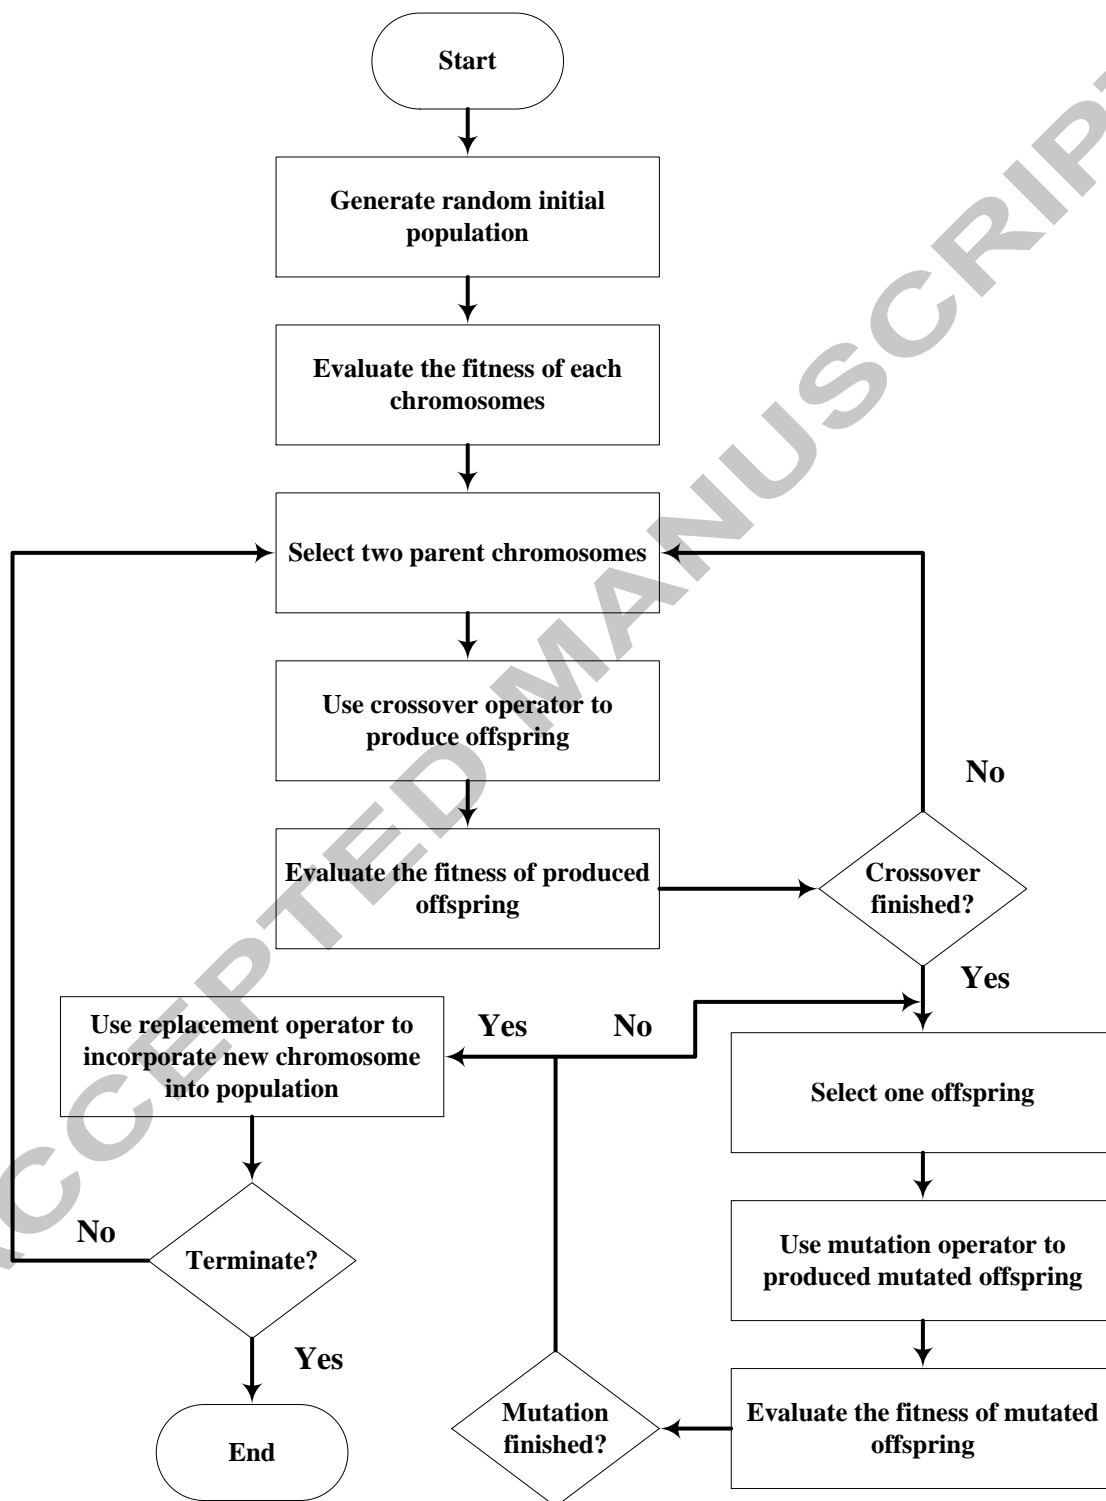 Start
Generate random initial
population
Evaluate the fitness of each
chromosomes
Select two parent chromosomes
Use crossover operator to
produce offspring
No
Evaluate the fitness of produced
offspring
Crossover
finished?
Yes
Use replacement operator to
incorporate new chromosome
into population
Yes
No
Select one offspring
No
Terminate?
Use mutation operator to
produced mutated offspring
Yes
End
Mutation
finished?
Evaluate the fitness of mutated
offspring
ACCEPTED MANUSCRIPT